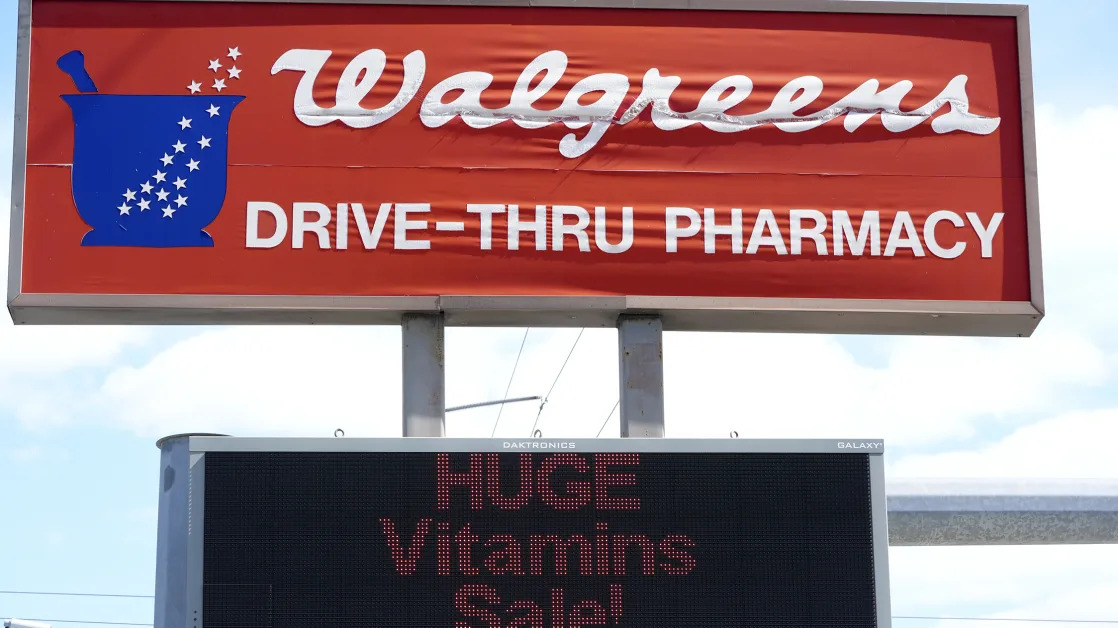 Walgreens
DRIVE-THRU PHARMACY
DAKTRONICS GALAXY
HUGE
Vitamins
Sale!